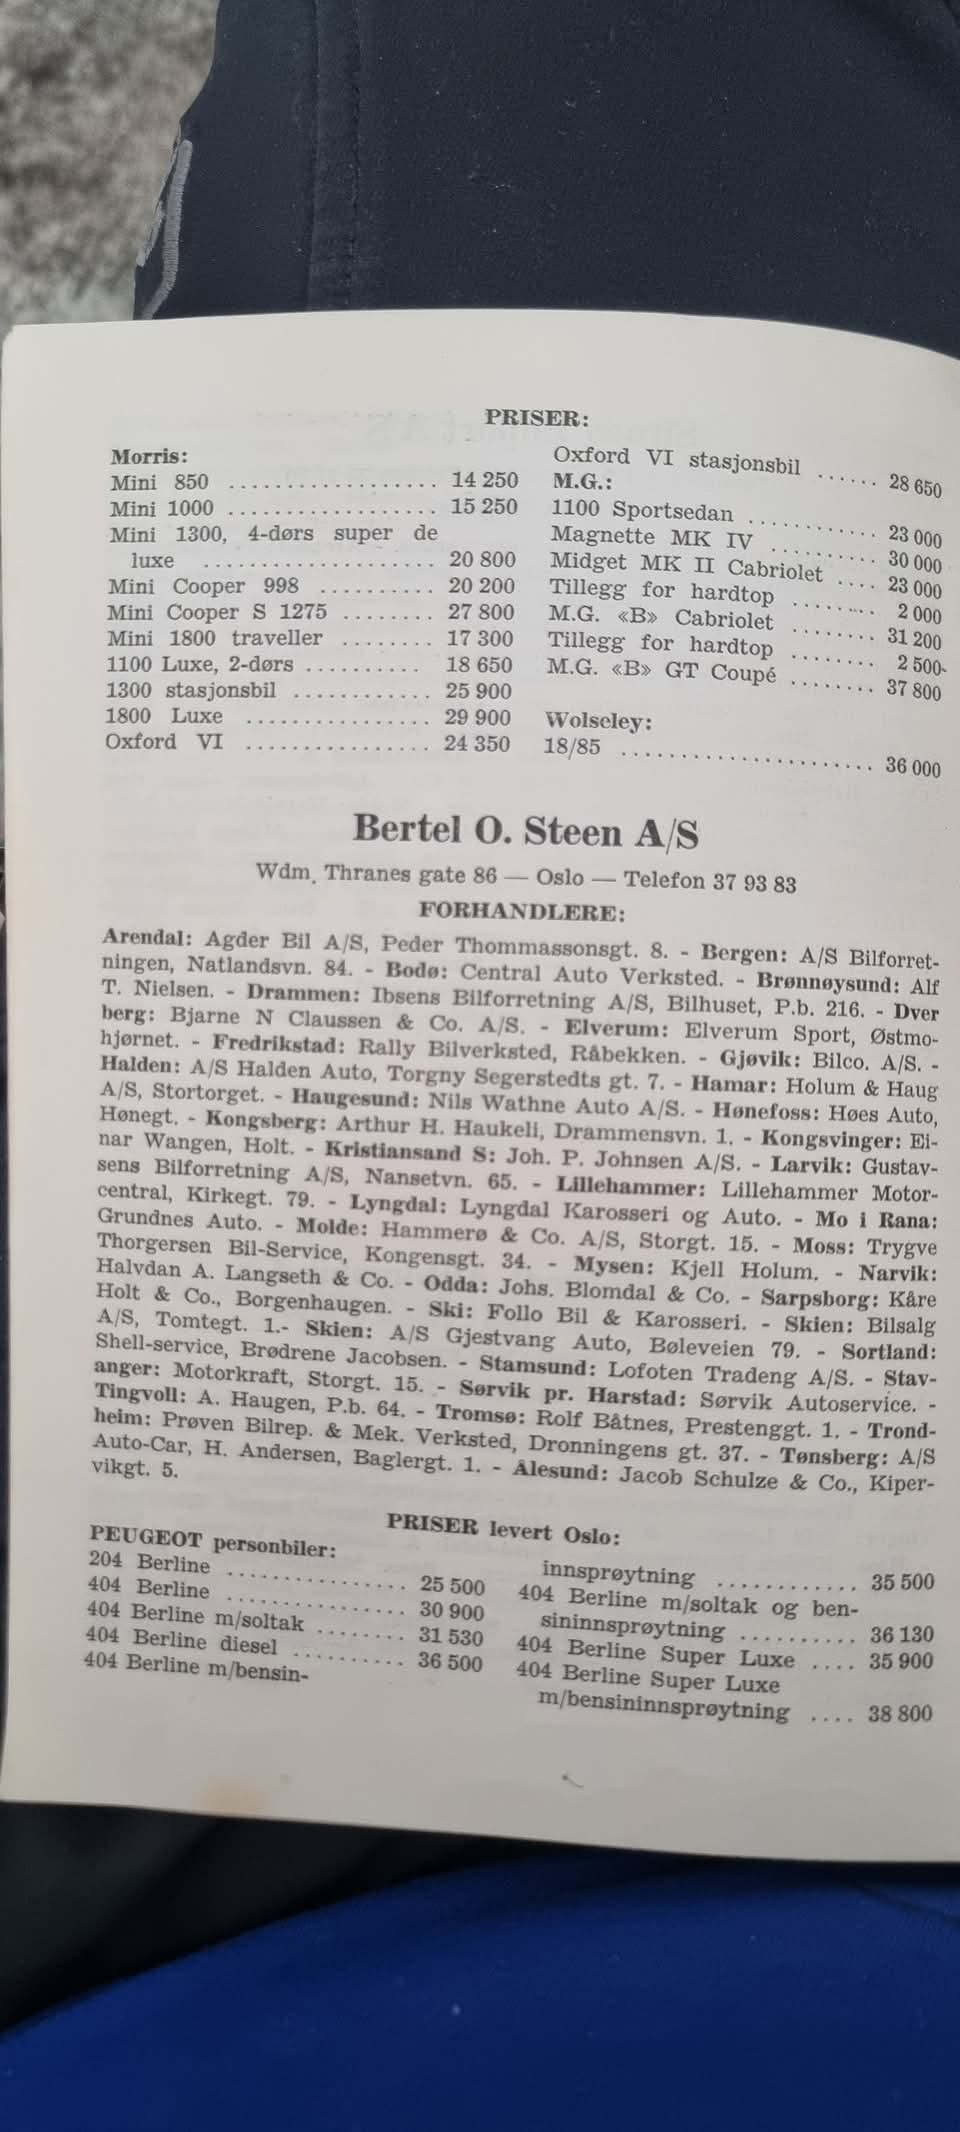 PRISER:
Morris:
Mini 850 .................. 14 250
Mini 1000 .................. 15 250
Mini 1300, 4-dørs super de
luxe .................... 20 800
Mini Cooper 998 .......... 20 200
Mini Cooper S 1275 ........ 27 800
Mini 1800 traveller ........ 17 300
1100 Luxe, 2-dørs .......... 18 650
1300 stasjonsbil ............ 25 900
1800 Luxe ................ 29 900
Oxford VI ................ 24 350
Oxford VI stasjonsbil ...... 28 650
M.G.:
1100 Sportsedan ............ 23 000
Magnette MK IV .......... 30 000
Midget MK II Cabriolet .... 23 000
Tillegg for hardtop ........ 2 000
M.G. «B» Cabriolet ........ 31 200
Tillegg for hardtop ........ 2 500
M.G. «B» GT Coupé ........ 37 800
Wolseley:
18/85 ...................... 36 000
Bertel O. Steen A/S
Wdm. Thranes gate 86 — Oslo — Telefon 37 93 83
FORHANDLERE:
Arendal: Agder Bil A/S, Peder Thommassonsgt. 8. - Bergen: A/S Bilforret-
ningen, Natlandsvn. 84. - Bodø: Central Auto Verksted. - Brønnøysund: Alf
T. Nielsen. - Drammen: Ibsens Bilforretning A/S, Bilhuset, P.b. 216. - Dver
berg: Bjarne N Claussen & Co. A/S. - Elverum: Elverum Sport, Østmo-
hjørnet. - Fredrikstad: Rally Bilverksted, Råbekken. - Gjøvik: Bilco. A/S. -
Halden: A/S Halden Auto, Torgny Segerstedts gt. 7. - Hamar: Holum & Haug
A/S, Stortorget. - Haugesund: Nils Wathne Auto A/S. - Hønefoss: Høes Auto,
Hønegt. - Kongsberg: Arthur H. Haukeli, Drammensvn. 1. - Kongsvinger: Ei-
nar Wangen, Holt. - Kristiansand S: Joh. P. Johnsen A/S. - Larvik: Gustav-
sens Bilforretning A/S, Nansetvn. 65. - Lillehammer: Lillehammer Motor-
central, Kirkegt. 79. - Lyngdal: Lyngdal Karosseri og Auto. - Mo i Rana:
Grundnes Auto. - Molde: Hammerø & Co. A/S, Storgt. 15. - Moss: Trygve
Thorgersen Bil-Service, Kongensgt. 34. - Mysen: Kjell Holum. - Narvik:
Halvdan A. Langseth & Co. - Odda: Johs. Blomdal & Co. - Sarpsborg: Kåre
Holt & Co., Borgenhaugen. - Ski: Follo Bil & Karosseri. - Skien: Bilsalg
A/S, Tomtegt. 1.- Skien: A/S Gjestvang Auto, Bøleveien 79. - Sortland:
Shell-service, Brødrene Jacobsen. - Stamsund: Lofoten Tradeng A/S. - Stav-
anger: Motorkraft, Storgt. 15. - Sørvik pr. Harstad: Sørvik Autoservice. -
Tingvoll: A. Haugen, P.b. 64. - Tromsø: Rolf Båtnes, Prestenggt. 1. - Trond-
heim: Prøven Bilrep. & Mek. Verksted, Dronningens gt. 37. - Tønsberg: A/S
Auto-Car, H. Andersen, Baglergt. 1. - Ålesund: Jacob Schulze & Co., Kiper-
vikgt. 5.
PRISER levert Oslo:
PEUGEOT personbiler:
204 Berline ................ 25 500
404 Berline ................ 30 900
404 Berline m/soltak ........ 31 530
404 Berline diesel .......... 36 500
404 Berline m/bensin-
innsprøytning ............ 35 500
404 Berline m/soltak og ben-
sininnsprøytning .......... 36 130
404 Berline Super Luxe .... 35 900
404 Berline Super Luxe
m/bensininnsprøytning .... 38 800